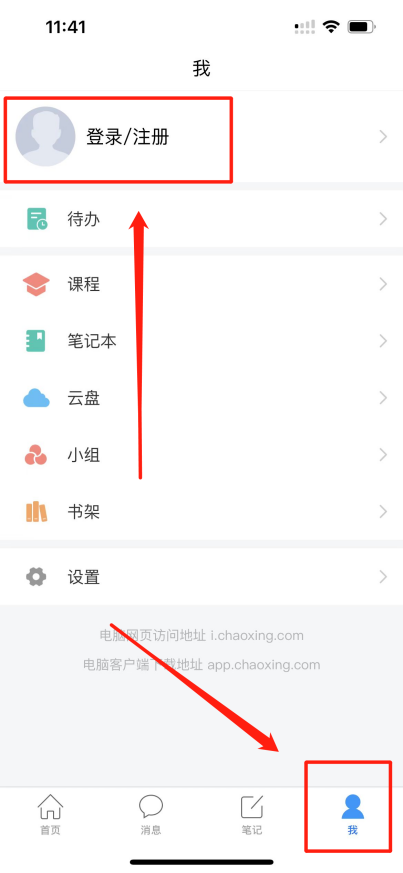 11:41
我
登录/注册
待办
课程
笔记本
云盘
小组
书架
设置
电脑网页访问地址 i.chaoxing.com
电脑客户端下载地址 app.chaoxing.com
首页 消息 笔记 我